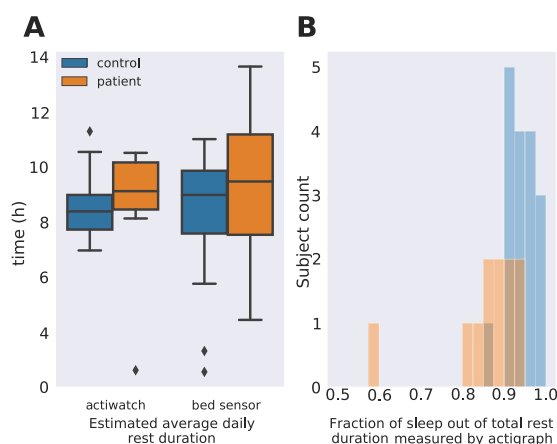 A
B
14
12
10
8
6
4
2
0
time (h)
control
patient
actiwatch
bed sensor
Estimated average daily
rest duration
5
4
3
2
1
0
Subject count
0.5 0.6 0.7 0.8 0.9 1.0
Fraction of sleep out of total rest
duration measured by actigraph